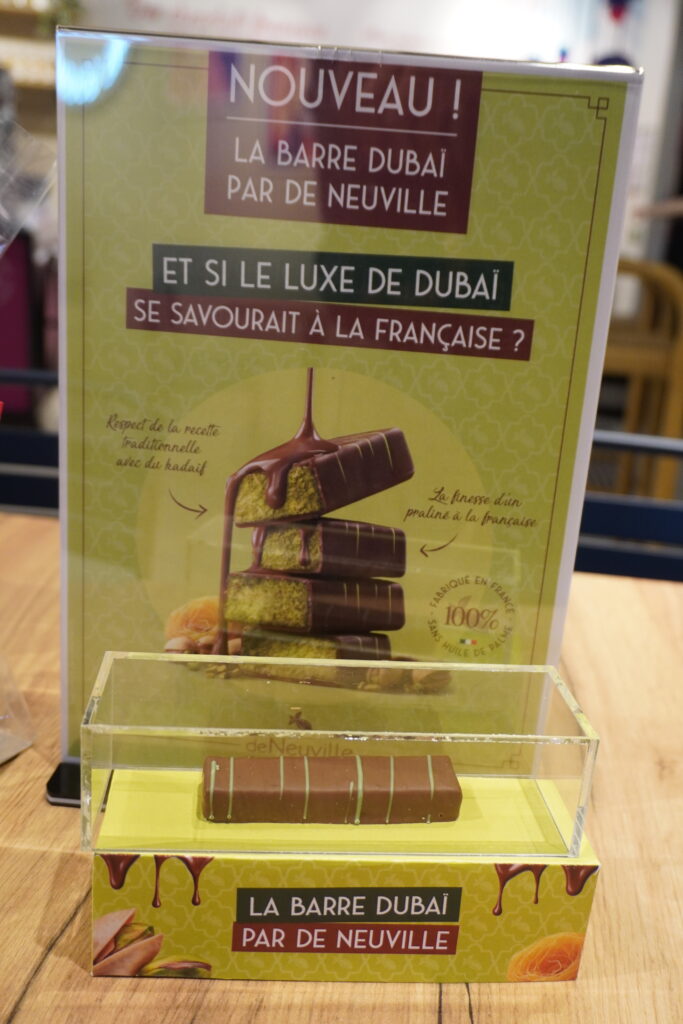 NOUVEAU !
LA BARRE DUBAÏ
PAR DE NEUVILLE
ET SI LE LUXE DE DUBAÏ
SE SAVOURAIT À LA FRANÇAISE ?
Respect de la recette
traditionnelle
avec du kadaïf
La finesse d'un
praliné à la française
FABRIQUÉ EN FRANCE
100%
SANS HUILE DE PALME
deNeuville
LA BARRE DUBAÏ
PAR DE NEUVILLE